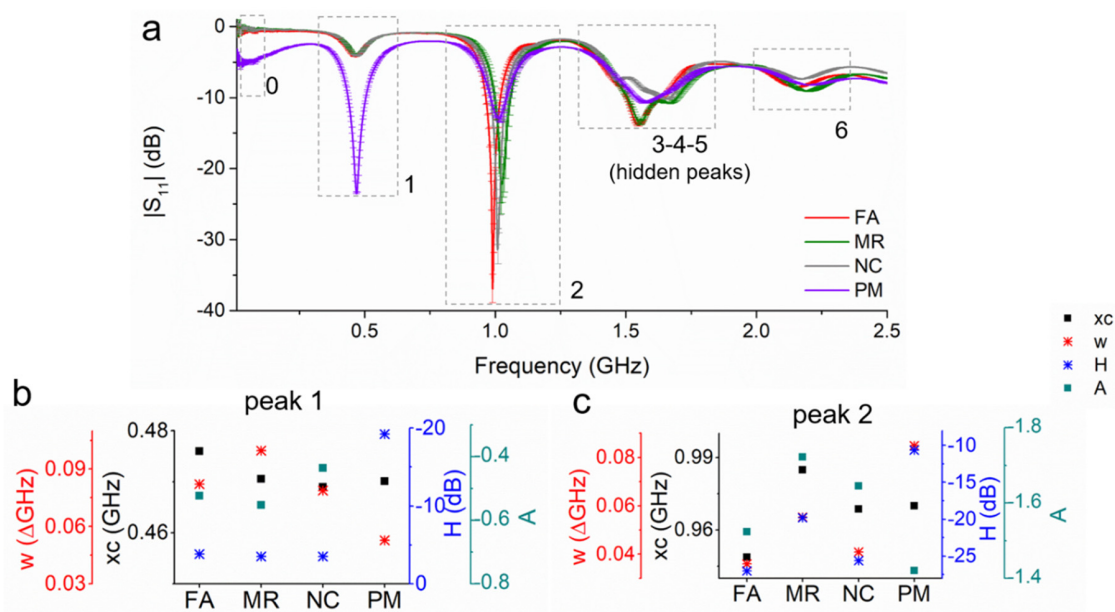 a
0
-10
-20
-30
-40
|S11| (dB)
0
1
2
3-4-5
(hidden peaks)
6
FA
MR
NC
PM
0.5
1.0
1.5
2.0
2.5
Frequency (GHz)
xc
w
H
A
b
peak 1
w (ΔGHz)
0.09
0.06
0.03
xc (GHz)
0.48
0.46
-20
-10
0
H (dB)
-0.4
0.6
0.8
A
FA MR NC PM
c
peak 2
w (ΔGHz)
0.08
0.06
0.04
xc (GHz)
0.99
0.96
-10
-15
-20
-25
H (dB)
1.8
1.6
1.4
A
FA MR NC PM